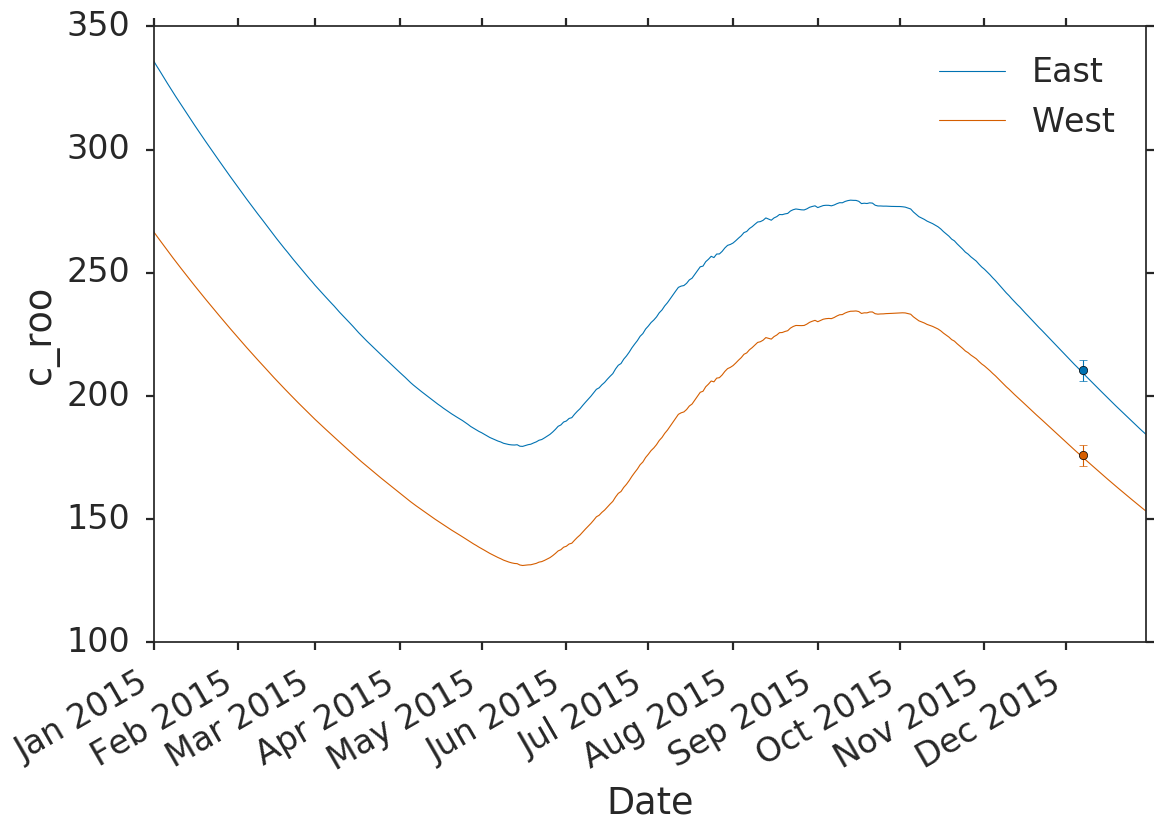 350
300
250
200
150
100
c_roo
East
West
Jan 2015
Feb 2015
Mar 2015
Apr 2015
May 2015
Jun 2015
Jul 2015
Aug 2015
Sep 2015
Oct 2015
Nov 2015
Dec 2015
Date